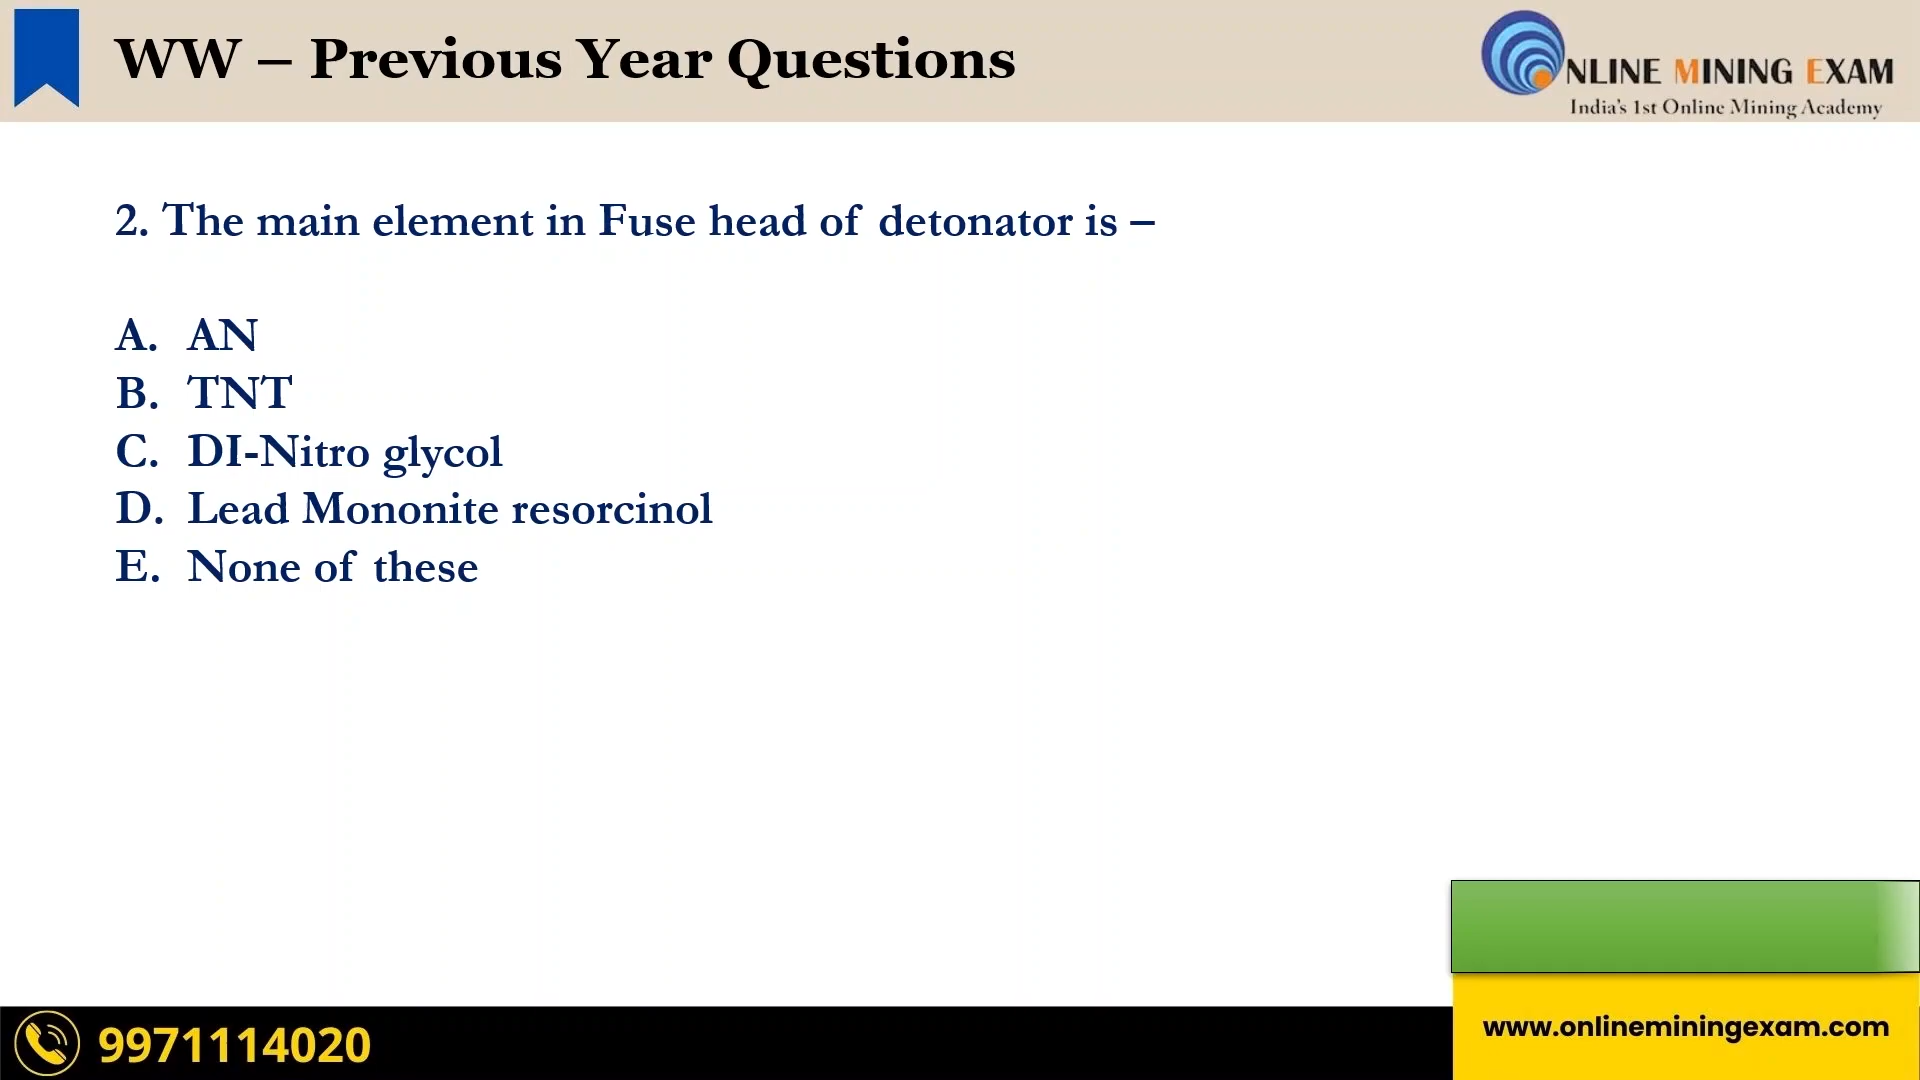 WW – Previous Year Questions
NLINE MINING EXAM
India's 1st Online Mining Academy
2. The main element in Fuse head of detonator is –
A. AN
B. TNT
C. DI-Nitro glycol
D. Lead Mononite resorcinol
E. None of these
9971114020
www.onlineminingexam.com